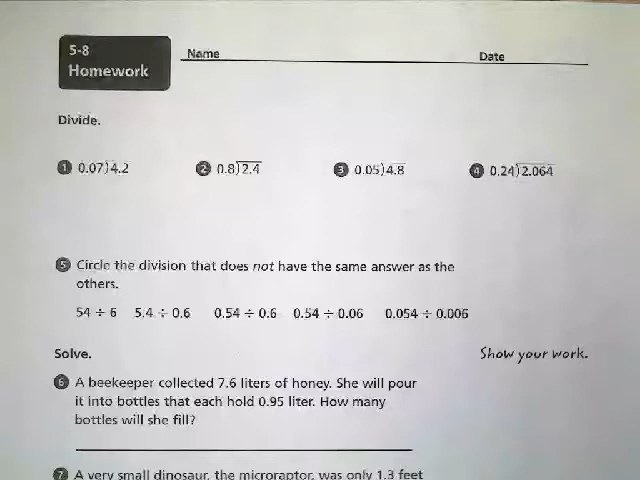 5-8
Homework
Name
Date
Divide.
1 0.07)4.2
2 0.8)2.4
3 0.05)4.8
4 0.24)2.064
5 Circle the division that does not have the same answer as the
others.
54 ÷ 6 5.4 ÷ 0.6 0.54 ÷ 0.6 0.54 ÷ 0.06 0.054 ÷ 0.006
Solve.
Show your work.
6 A beekeeper collected 7.6 liters of honey. She will pour
it into bottles that each hold 0.95 liter. How many
bottles will she fill?
7 A very small dinosaur, the microraptor, was only 1.3 feet